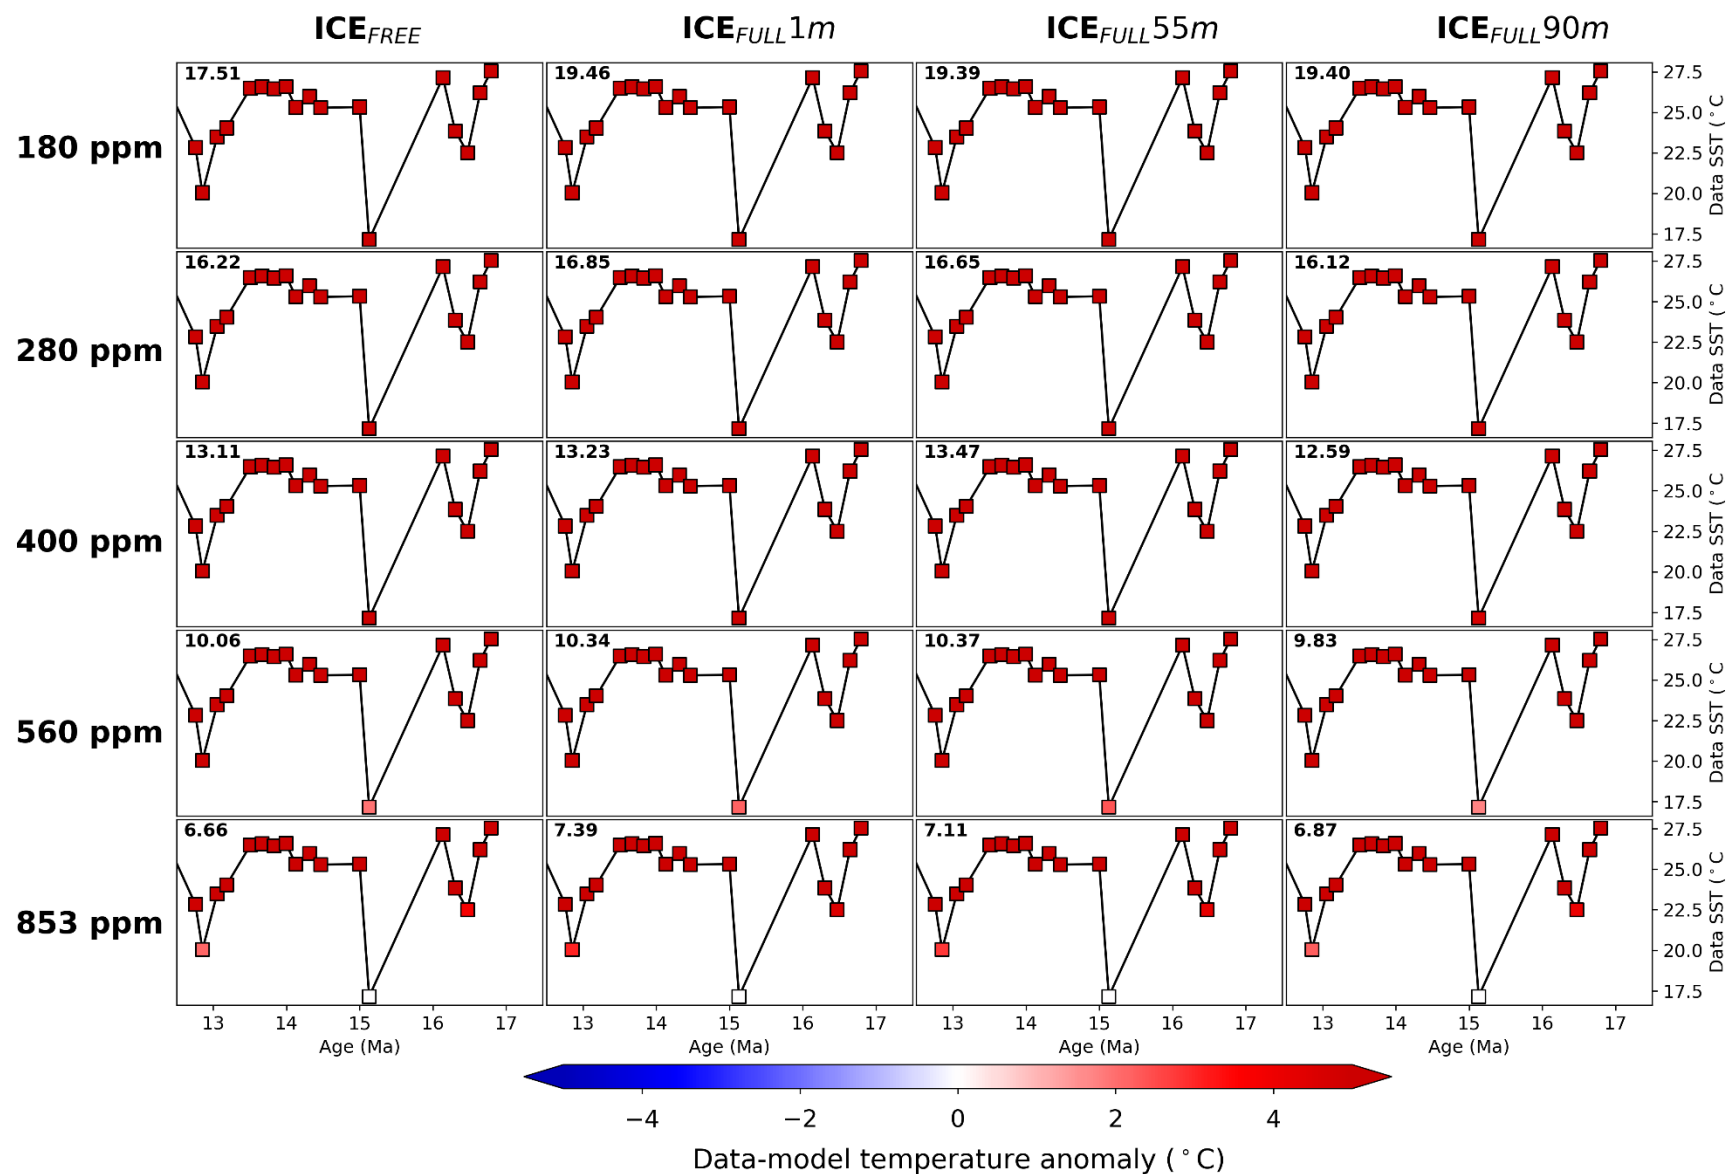 ICE_FREE ICE_FULL1m ICE_FULL55m ICE_FULL90m
180 ppm
17.51 19.46 19.39 19.40
27.5
25.0
22.5
20.0
17.5
Data SST (°C)
280 ppm
16.22 16.85 16.65 16.12
27.5
25.0
22.5
20.0
17.5
Data SST (°C)
400 ppm
13.11 13.23 13.47 12.59
27.5
25.0
22.5
20.0
17.5
Data SST (°C)
560 ppm
10.06 10.34 10.37 9.83
27.5
25.0
22.5
20.0
17.5
Data SST (°C)
853 ppm
6.66 7.39 7.11 6.87
27.5
25.0
22.5
20.0
17.5
Data SST (°C)
13 14 15 16 17 13 14 15 16 17 13 14 15 16 17 13 14 15 16 17
Age (Ma) Age (Ma) Age (Ma) Age (Ma)
−4 −2 0 2 4
Data-model temperature anomaly (°C)